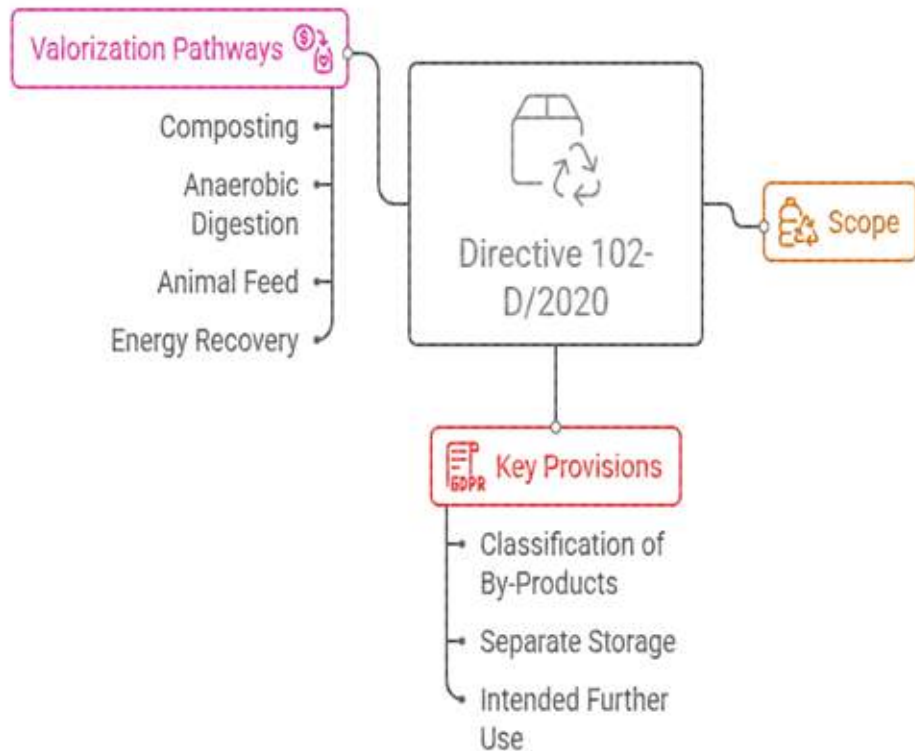 Valorization Pathways
Composting
Anaerobic
Digestion
Animal Feed
Energy Recovery
Directive 102-
D/2020
Scope
GDPR
Key Provisions
Classification of
By-Products
Separate Storage
Intended Further
Use